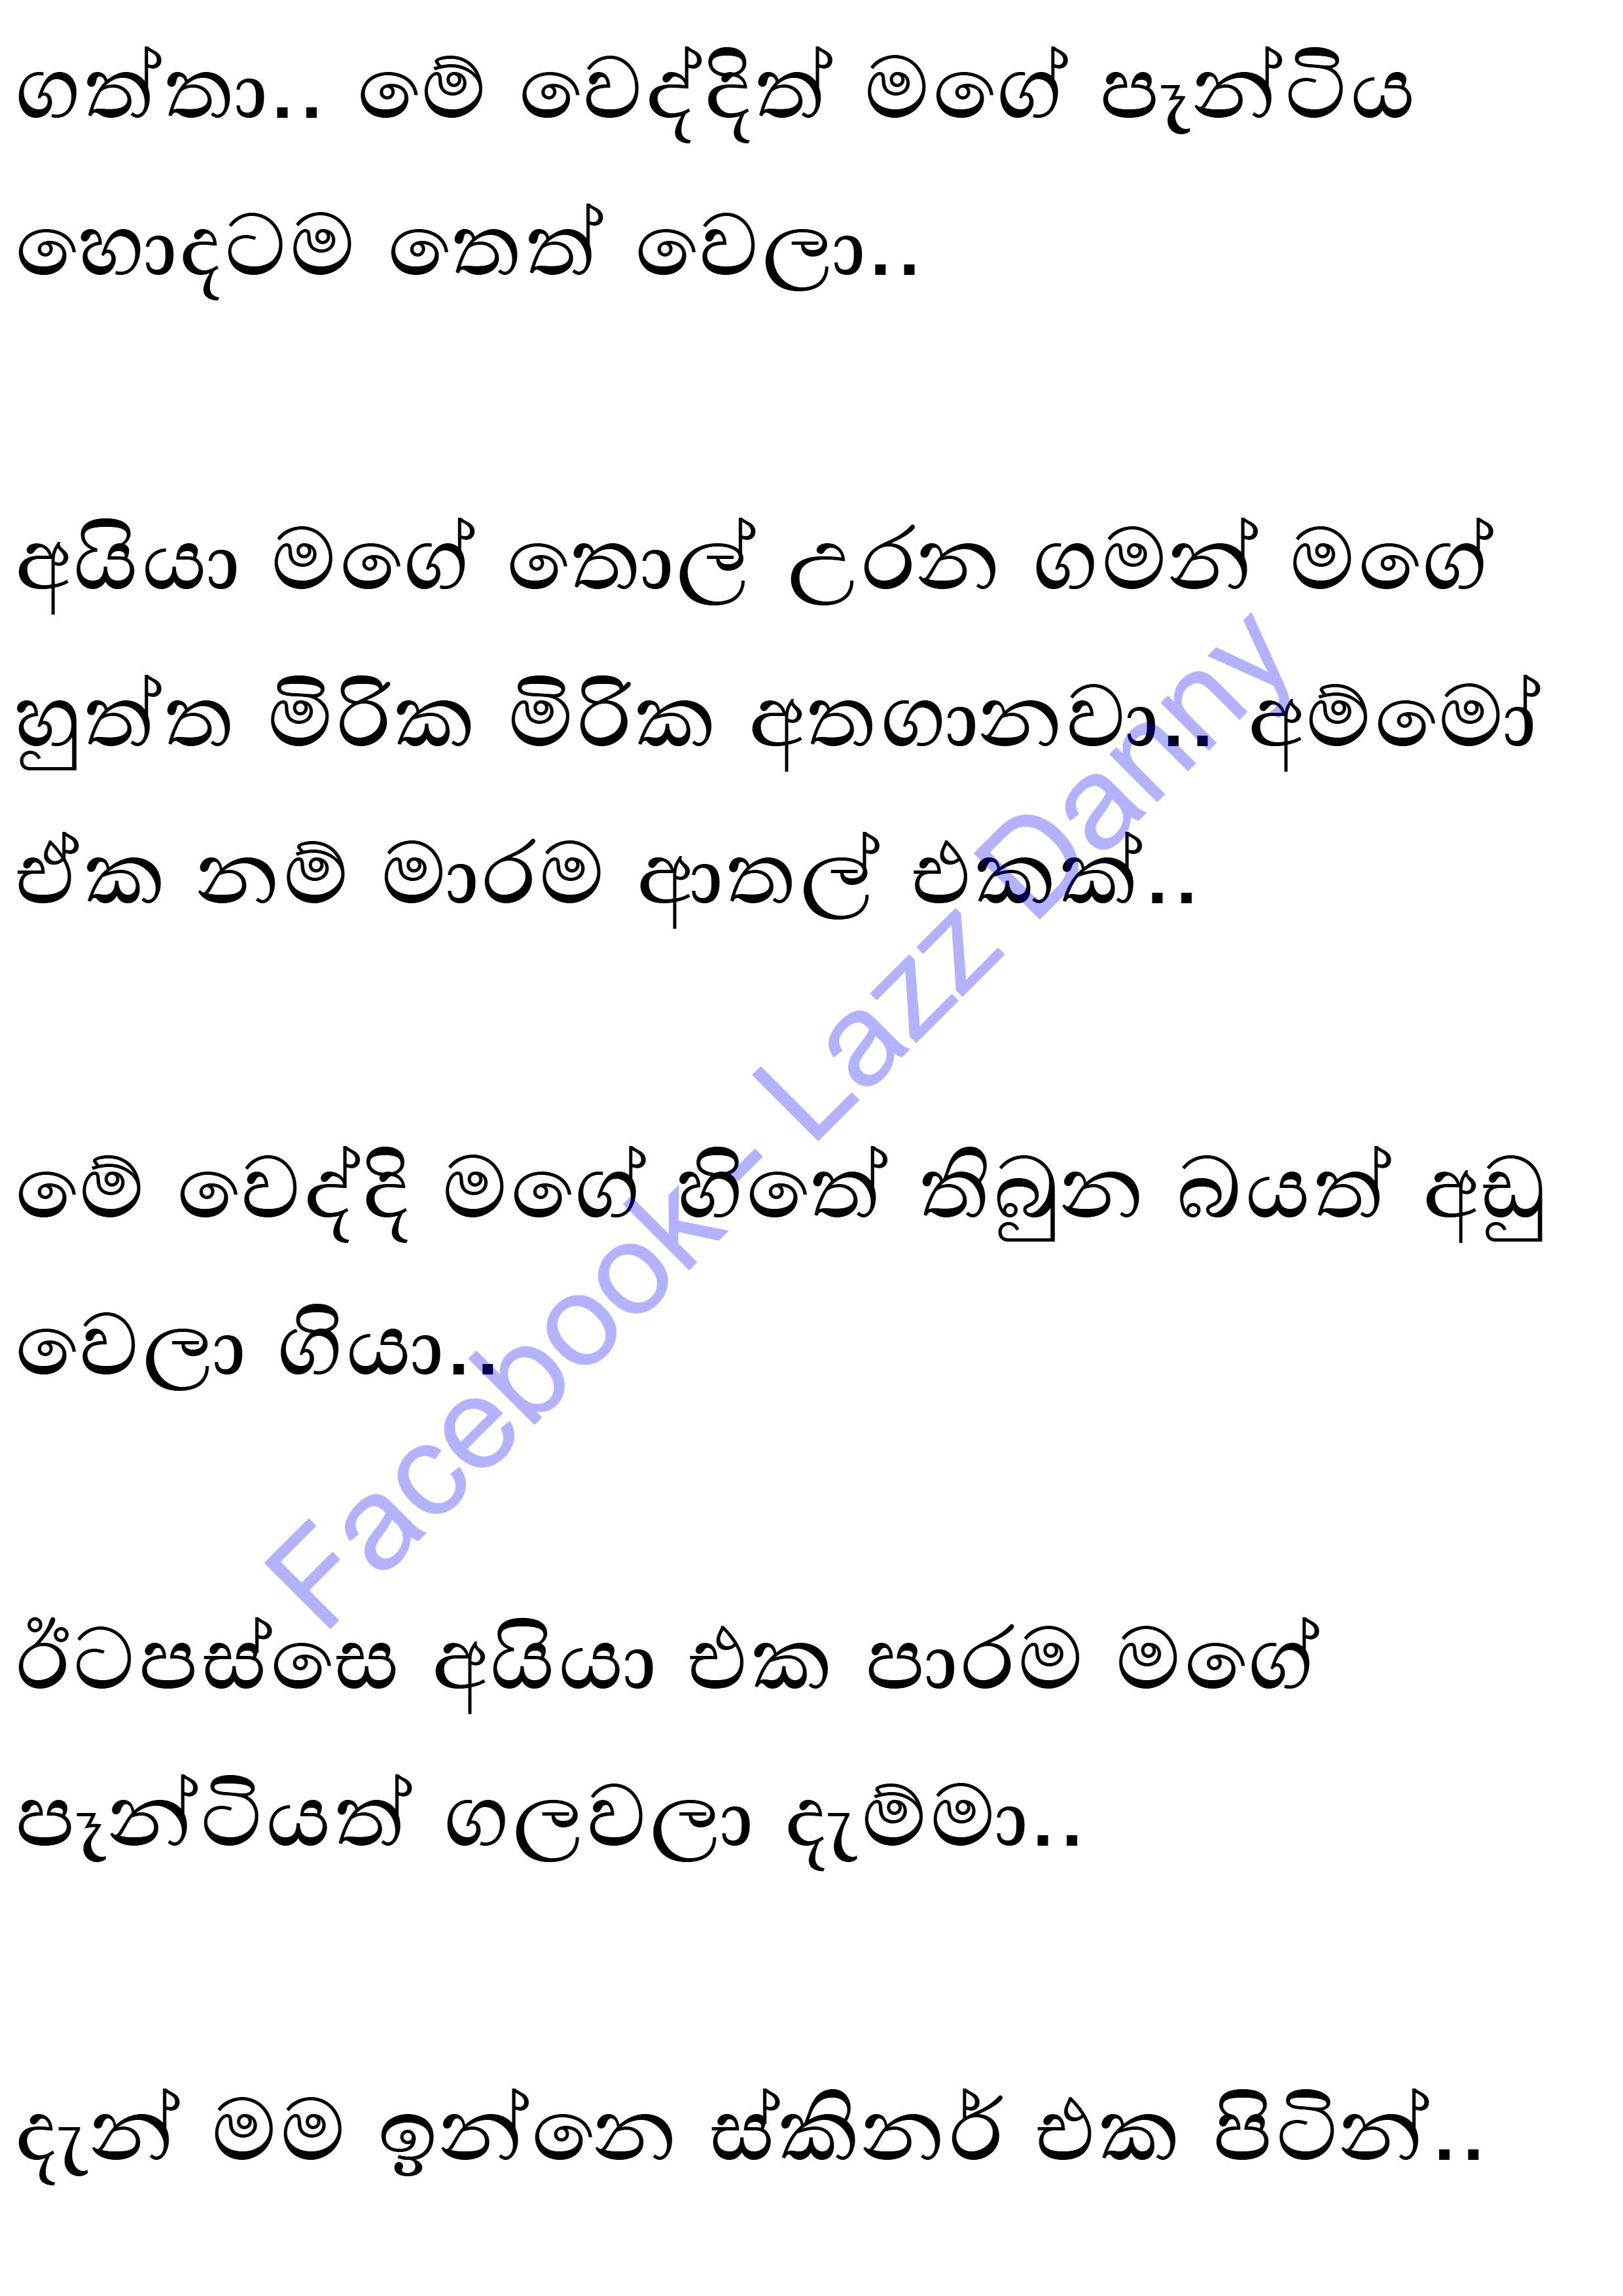 ගත්තා.. මේ වෙද්දිත් මගේ පෑන්ටිය
හොදටම තෙත් වෙලා..
අයියා මගේ තොල් උරන ගමන් මගේ
හුත්ත මිරික මිරික අතගානවා.. අම්මෝ
ඒක නම් මාරම ආතල් එකක්..
මේ වෙද්දි මගේ හිතේ තිබුන බයත් අඩු
වෙලා ගියා..
ඊටපස්සෙ අයියා එක පාරම මගේ
පෑන්ටියත් ගලවලා දැම්මා..
දැන් මම ඉන්නෙ ස්කිනර් එක පිටින්..
Facebook - Lazz Danny